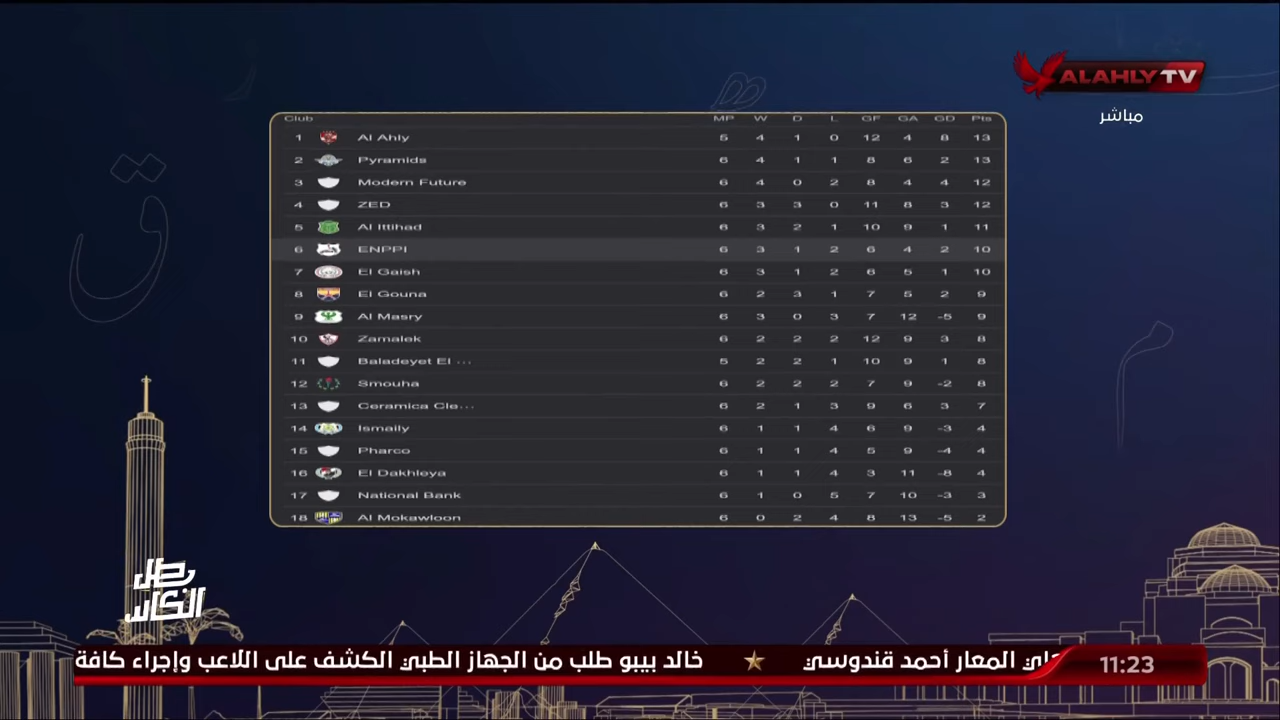 ALAHLY TV
مباشر
Club MP W D L GF GA GD Pts
1 Al Ahly 5 4 1 0 12 4 8 13
2 Pyramids 6 4 1 1 8 6 2 13
3 Modern Future 6 4 0 2 8 4 4 12
4 ZED 6 3 3 0 11 8 3 12
5 Al Ittihad 6 3 2 1 10 9 1 11
6 ENPPI 6 3 1 2 6 4 2 10
7 El Gaish 6 3 1 2 6 5 1 10
8 El Gouna 6 2 3 1 7 5 2 9
9 Al Masry 6 3 0 3 7 12 -5 9
10 Zamalek 6 2 2 2 12 9 3 8
11 Baladeyet El ... 5 2 2 1 10 9 1 8
12 Smouha 6 2 2 2 7 9 -2 8
13 Ceramica Cle... 6 2 1 3 9 6 3 7
14 Ismaily 6 1 1 4 6 9 -3 4
15 Pharco 6 1 1 4 5 9 -4 4
16 El Dakhleya 6 1 1 4 3 11 -8 4
17 National Bank 6 1 0 5 7 10 -3 3
18 Al Mokawloon 6 0 2 4 8 13 -5 2
ق
م
المعار أحمد قندوسي ★ خالد بيبو طلب من الجهاز الطبي الكشف على اللاعب وإجراء كافة
11:23